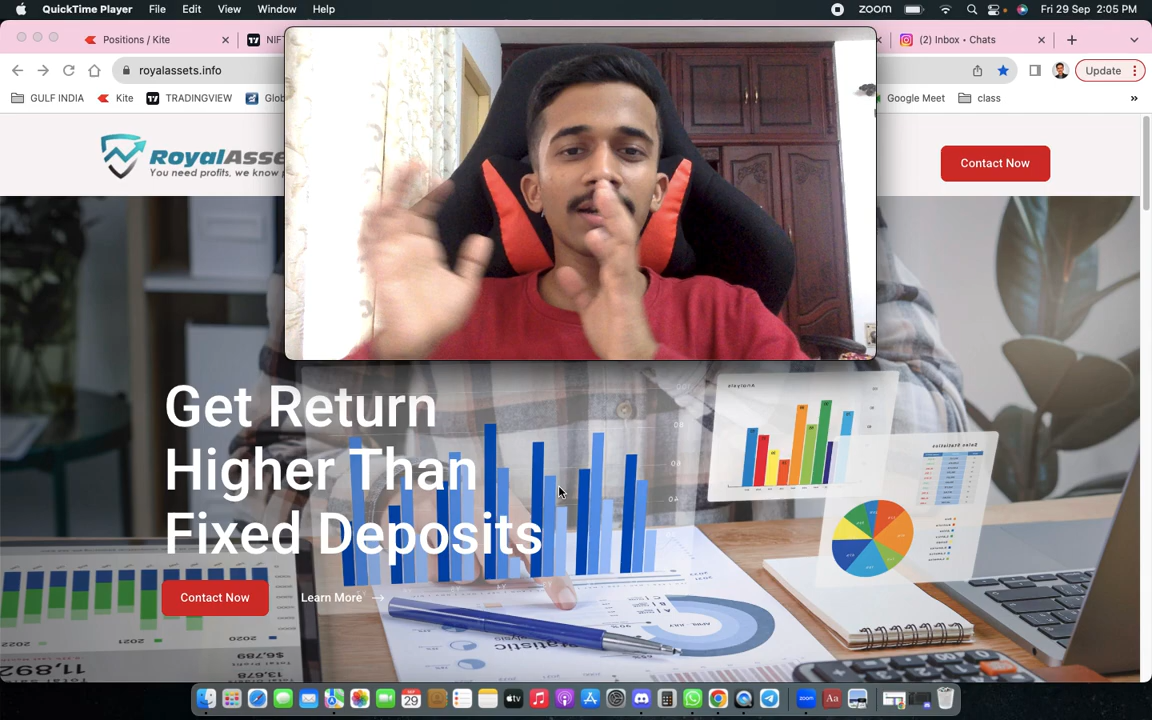 QuickTime Player File Edit View Window Help zoom Fri 29 Sep 2:05 PM
Positions / Kite
(2) Inbox • Chats
royalassets.info
Update
GULF INDIA Kite TRADINGVIEW Google Meet class »
RoyalAsse
You need profits, we know
Contact Now
Get Return
Higher Than
Fixed Deposits
Contact Now
Learn More →